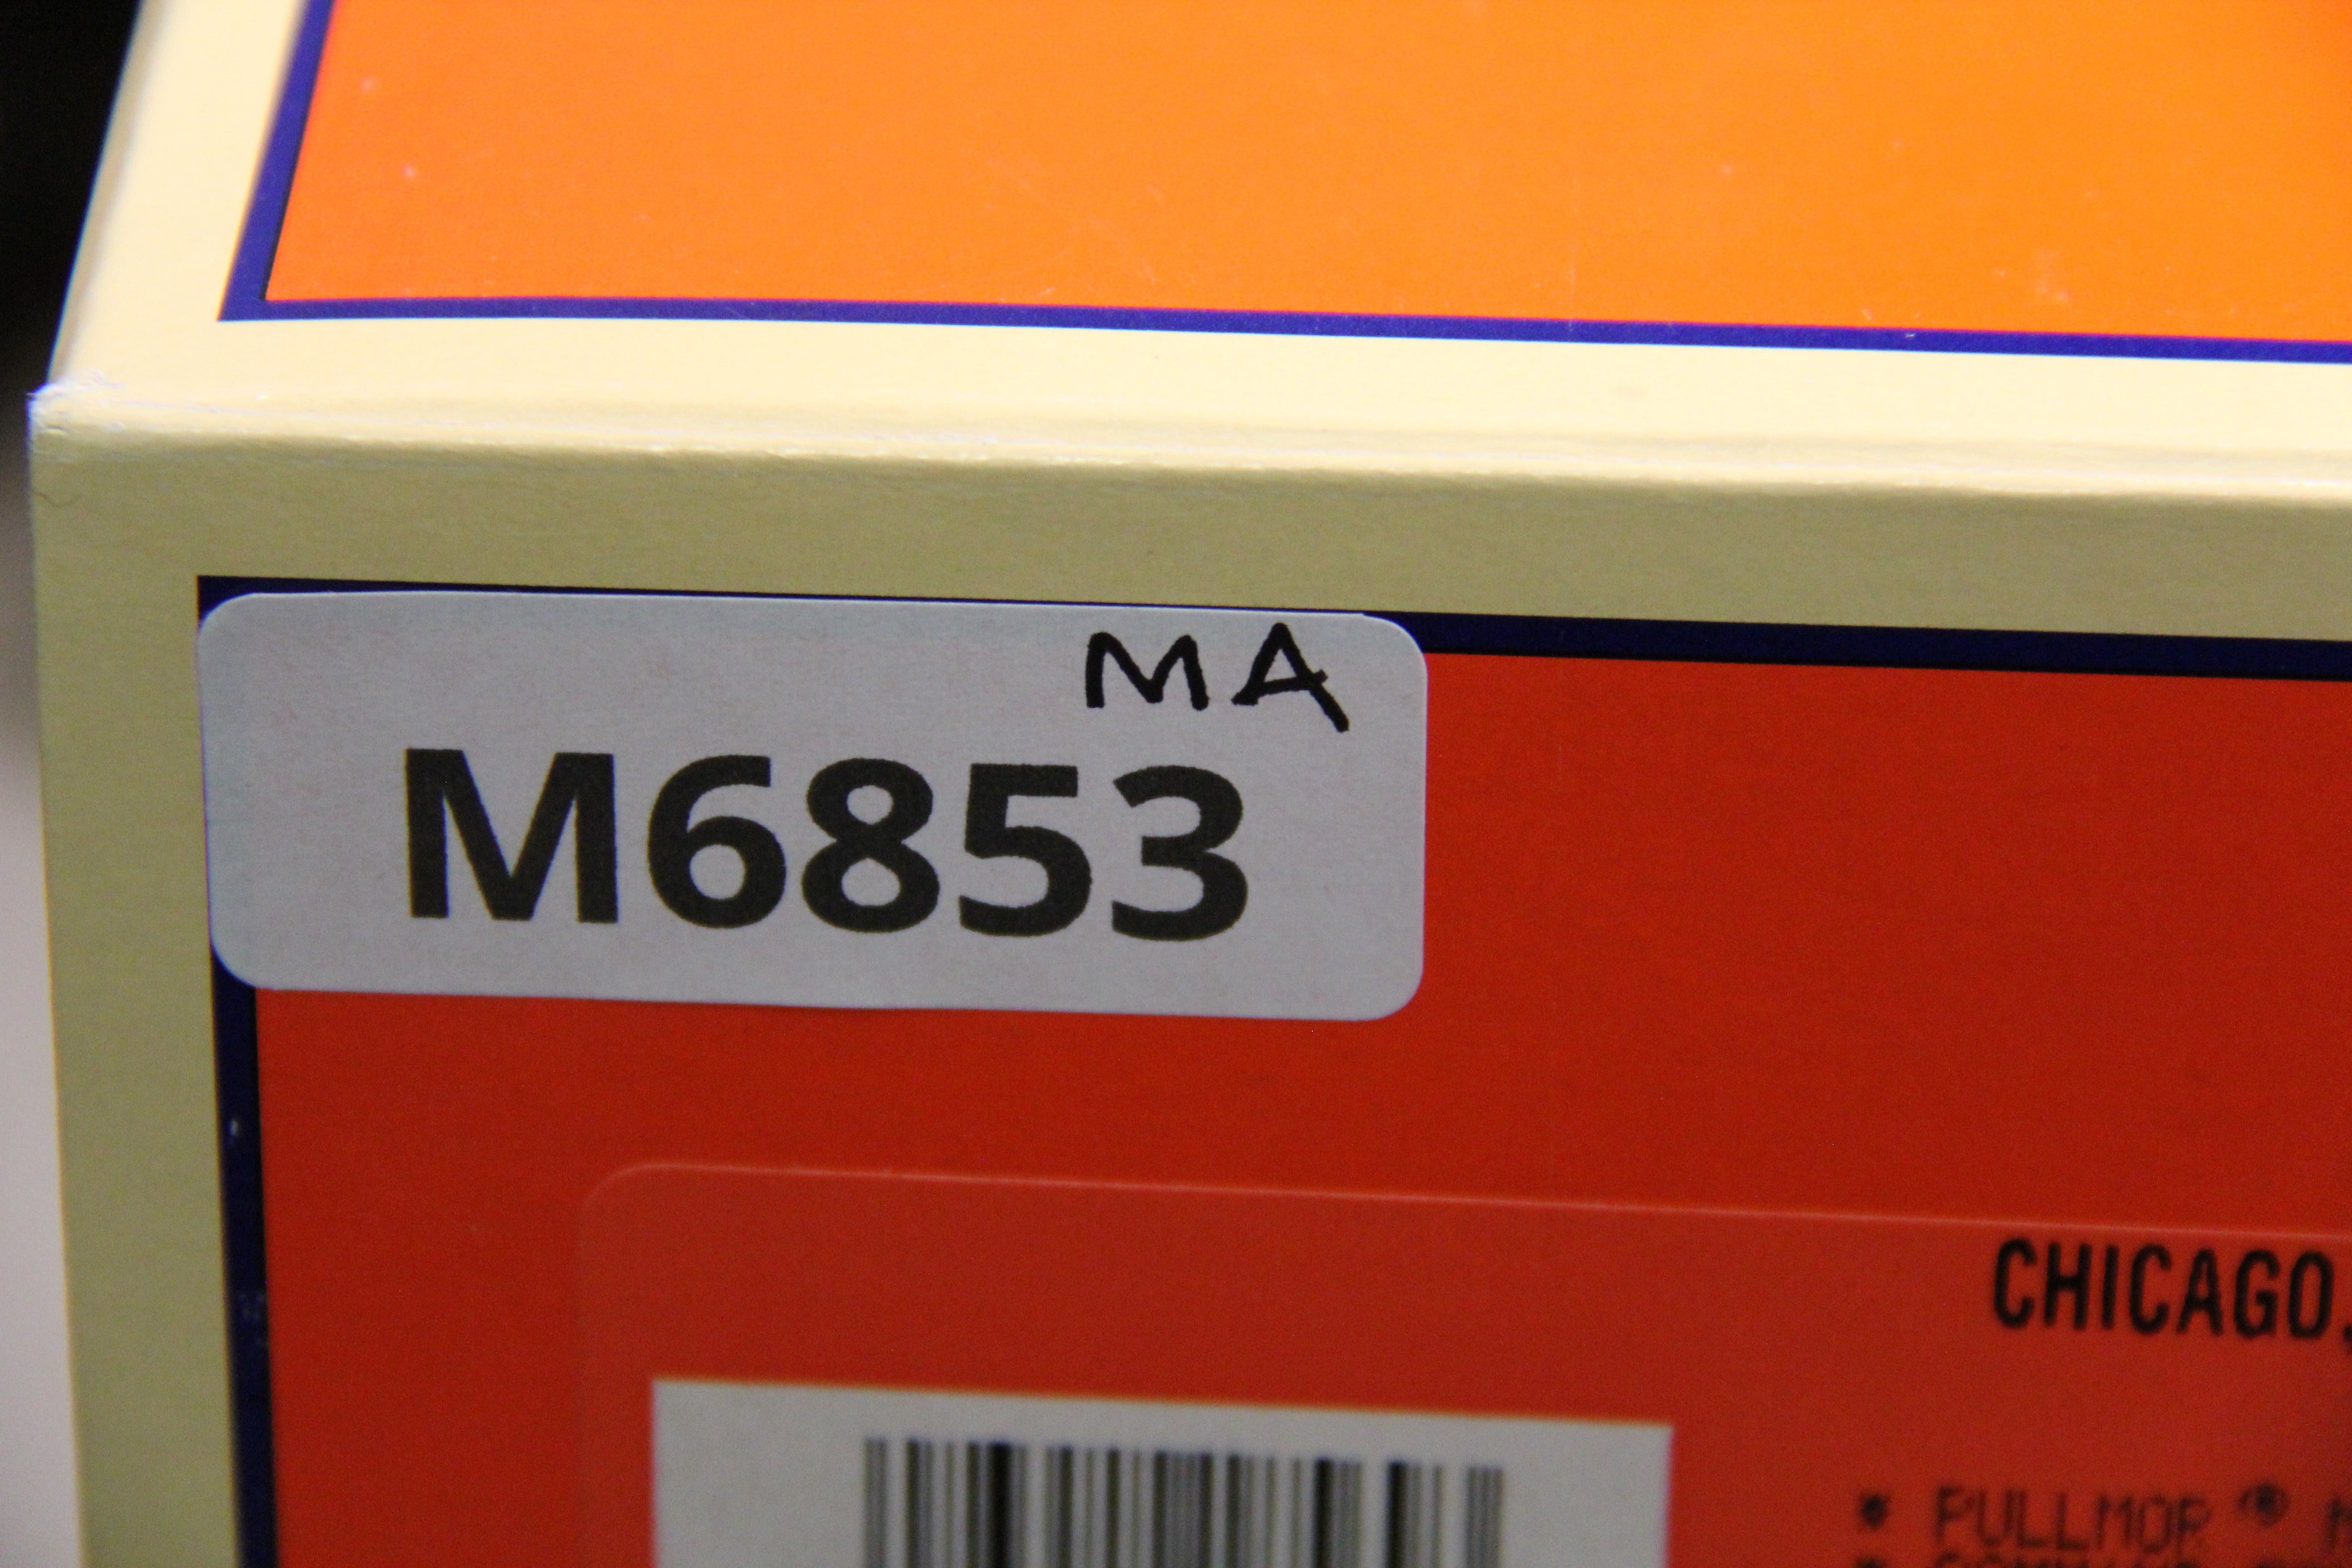 MA
M6853
CHICAGO,
* PULLMOR ®